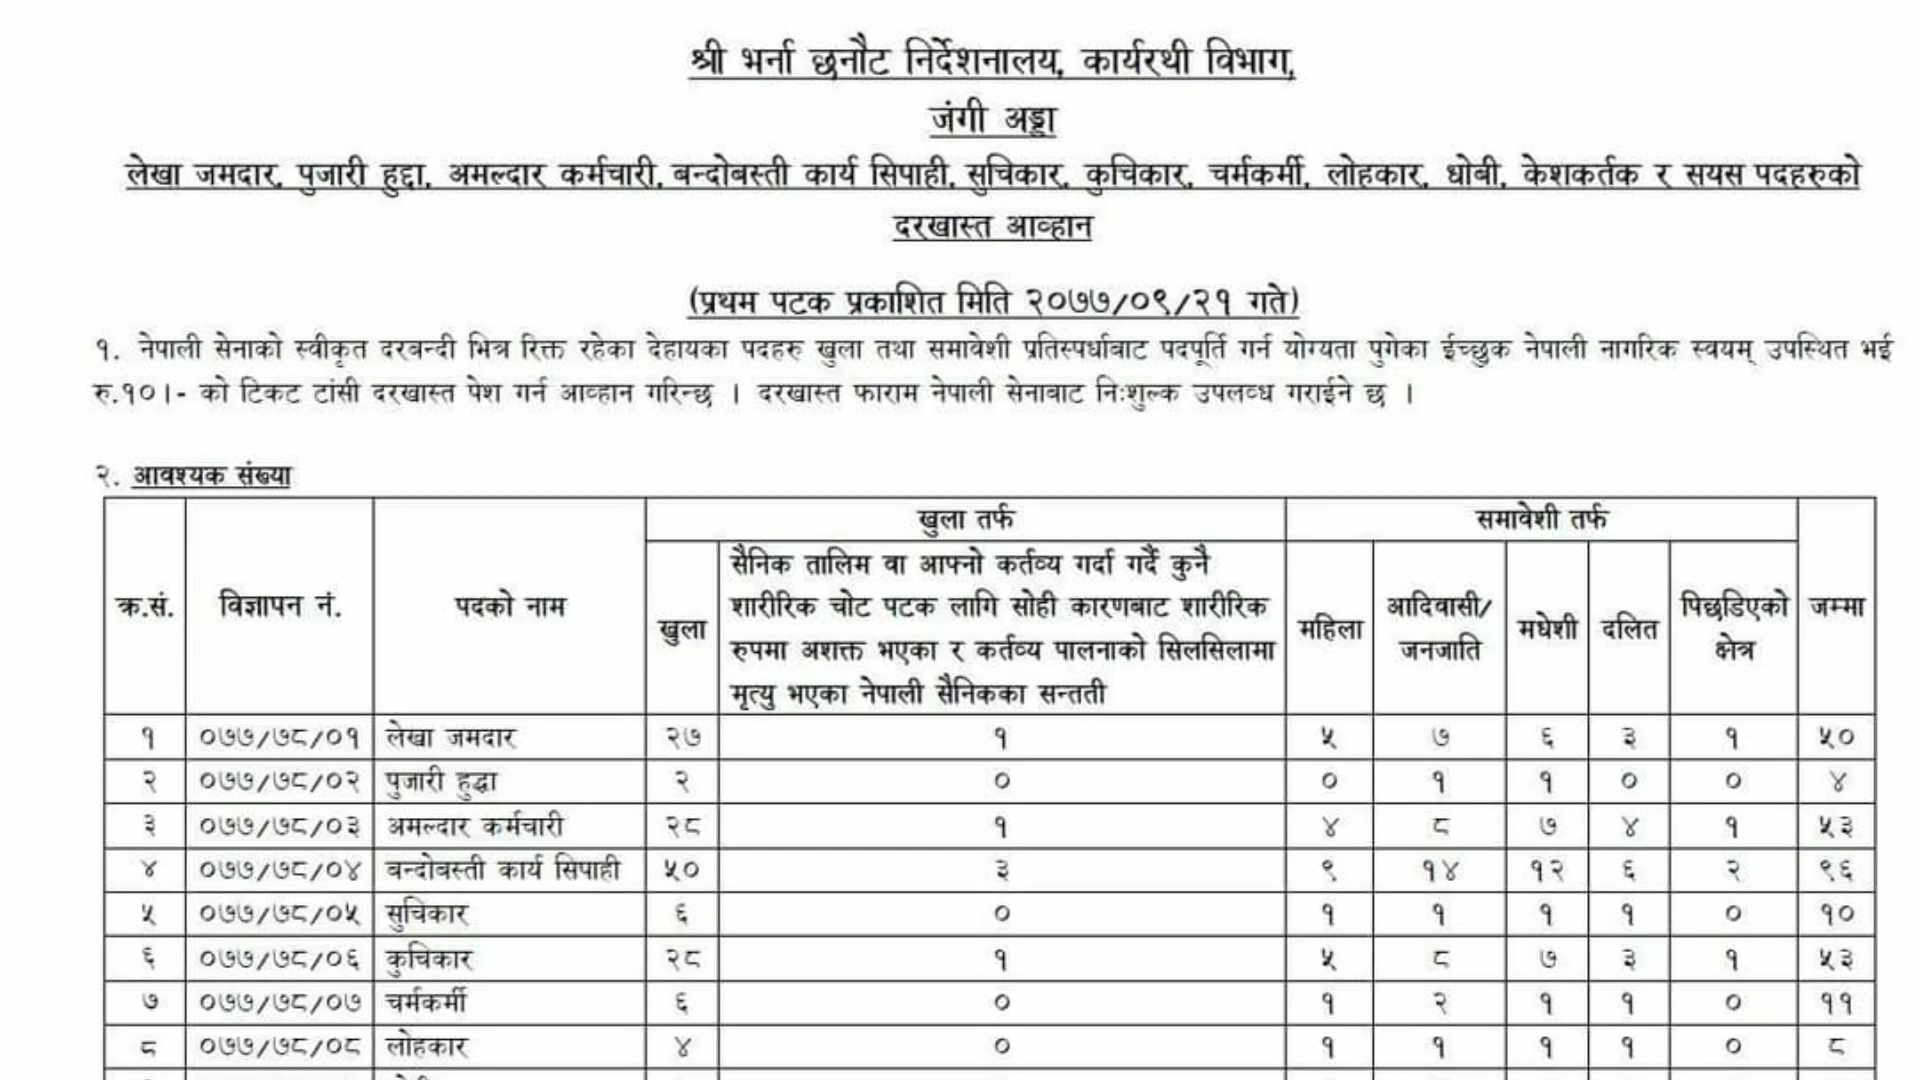 श्री भर्ना छनौट निर्देशनालय, कार्यरथी विभाग,
जंगी अड्डा
लेखा जमदार, पुजारी हुद्दा, अमल्दार कर्मचारी, बन्दोबस्ती कार्य सिपाही, सुचिकार, कुचिकार, चर्मकर्मी, लोहकार, धोबी, केशकर्तक र सयस पदहरुको
दरखास्त आव्हान
(प्रथम पटक प्रकाशित मिति २०७७/०९/२१ गते)
१. नेपाली सेनाको स्वीकृत दरबन्दी भित्र रिक्त रहेका देहायका पदहरु खुला तथा समावेशी प्रतिस्पर्धाबाट पदपूर्ति गर्न योग्यता पुगेका ईच्छुक नेपाली नागरिक स्वयम् उपस्थित भई
रु.१०।- को टिकट टांसी दरखास्त पेश गर्न आव्हान गरिन्छ । दरखास्त फाराम नेपाली सेनाबाट निःशुल्क उपलव्ध गराईने छ ।
२. आवश्यक संख्या
खुला तर्फ समावेशी तर्फ
क्र.सं. विज्ञापन नं. पदको नाम खुला
सैनिक तालिम वा आफ्नो कर्तव्य गर्दा गर्दै कुनै
शारीरिक चोट पटक लागि सोही कारणबाट शारीरिक
रुपमा अशक्त भएका र कर्तव्य पालनाको सिलसिलामा
मृत्यु भएका नेपाली सैनिकका सन्तती
महिला
आदिवासी/
जनजाति
मधेशी दलित
पिछडिएको
क्षेत्र
जम्मा
१ ०७७/७८/०१ लेखा जमदार २७ १ ५ ७ ६ ३ १ ५०
२ ०७७/७८/०२ पुजारी हुद्धा २ ० ० १ १ ० ० ४
३ ०७७/७८/०३ अमल्दार कर्मचारी २८ १ ४ ८ ७ ४ १ ५३
४ ०७७/७८/०४ बन्दोबस्ती कार्य सिपाही ५० ३ ९ १४ १२ ६ २ ९६
५ ०७७/७८/०५ सुचिकार ६ ० १ १ १ १ ० १०
६ ०७७/७८/०६ कुचिकार २८ १ ५ ८ ७ ३ १ ५३
७ ०७७/७८/०७ चर्मकर्मी ६ ० १ २ १ १ ० ११
८ ०७७/७८/०८ लोहकार ४ ० १ १ १ १ ० ८